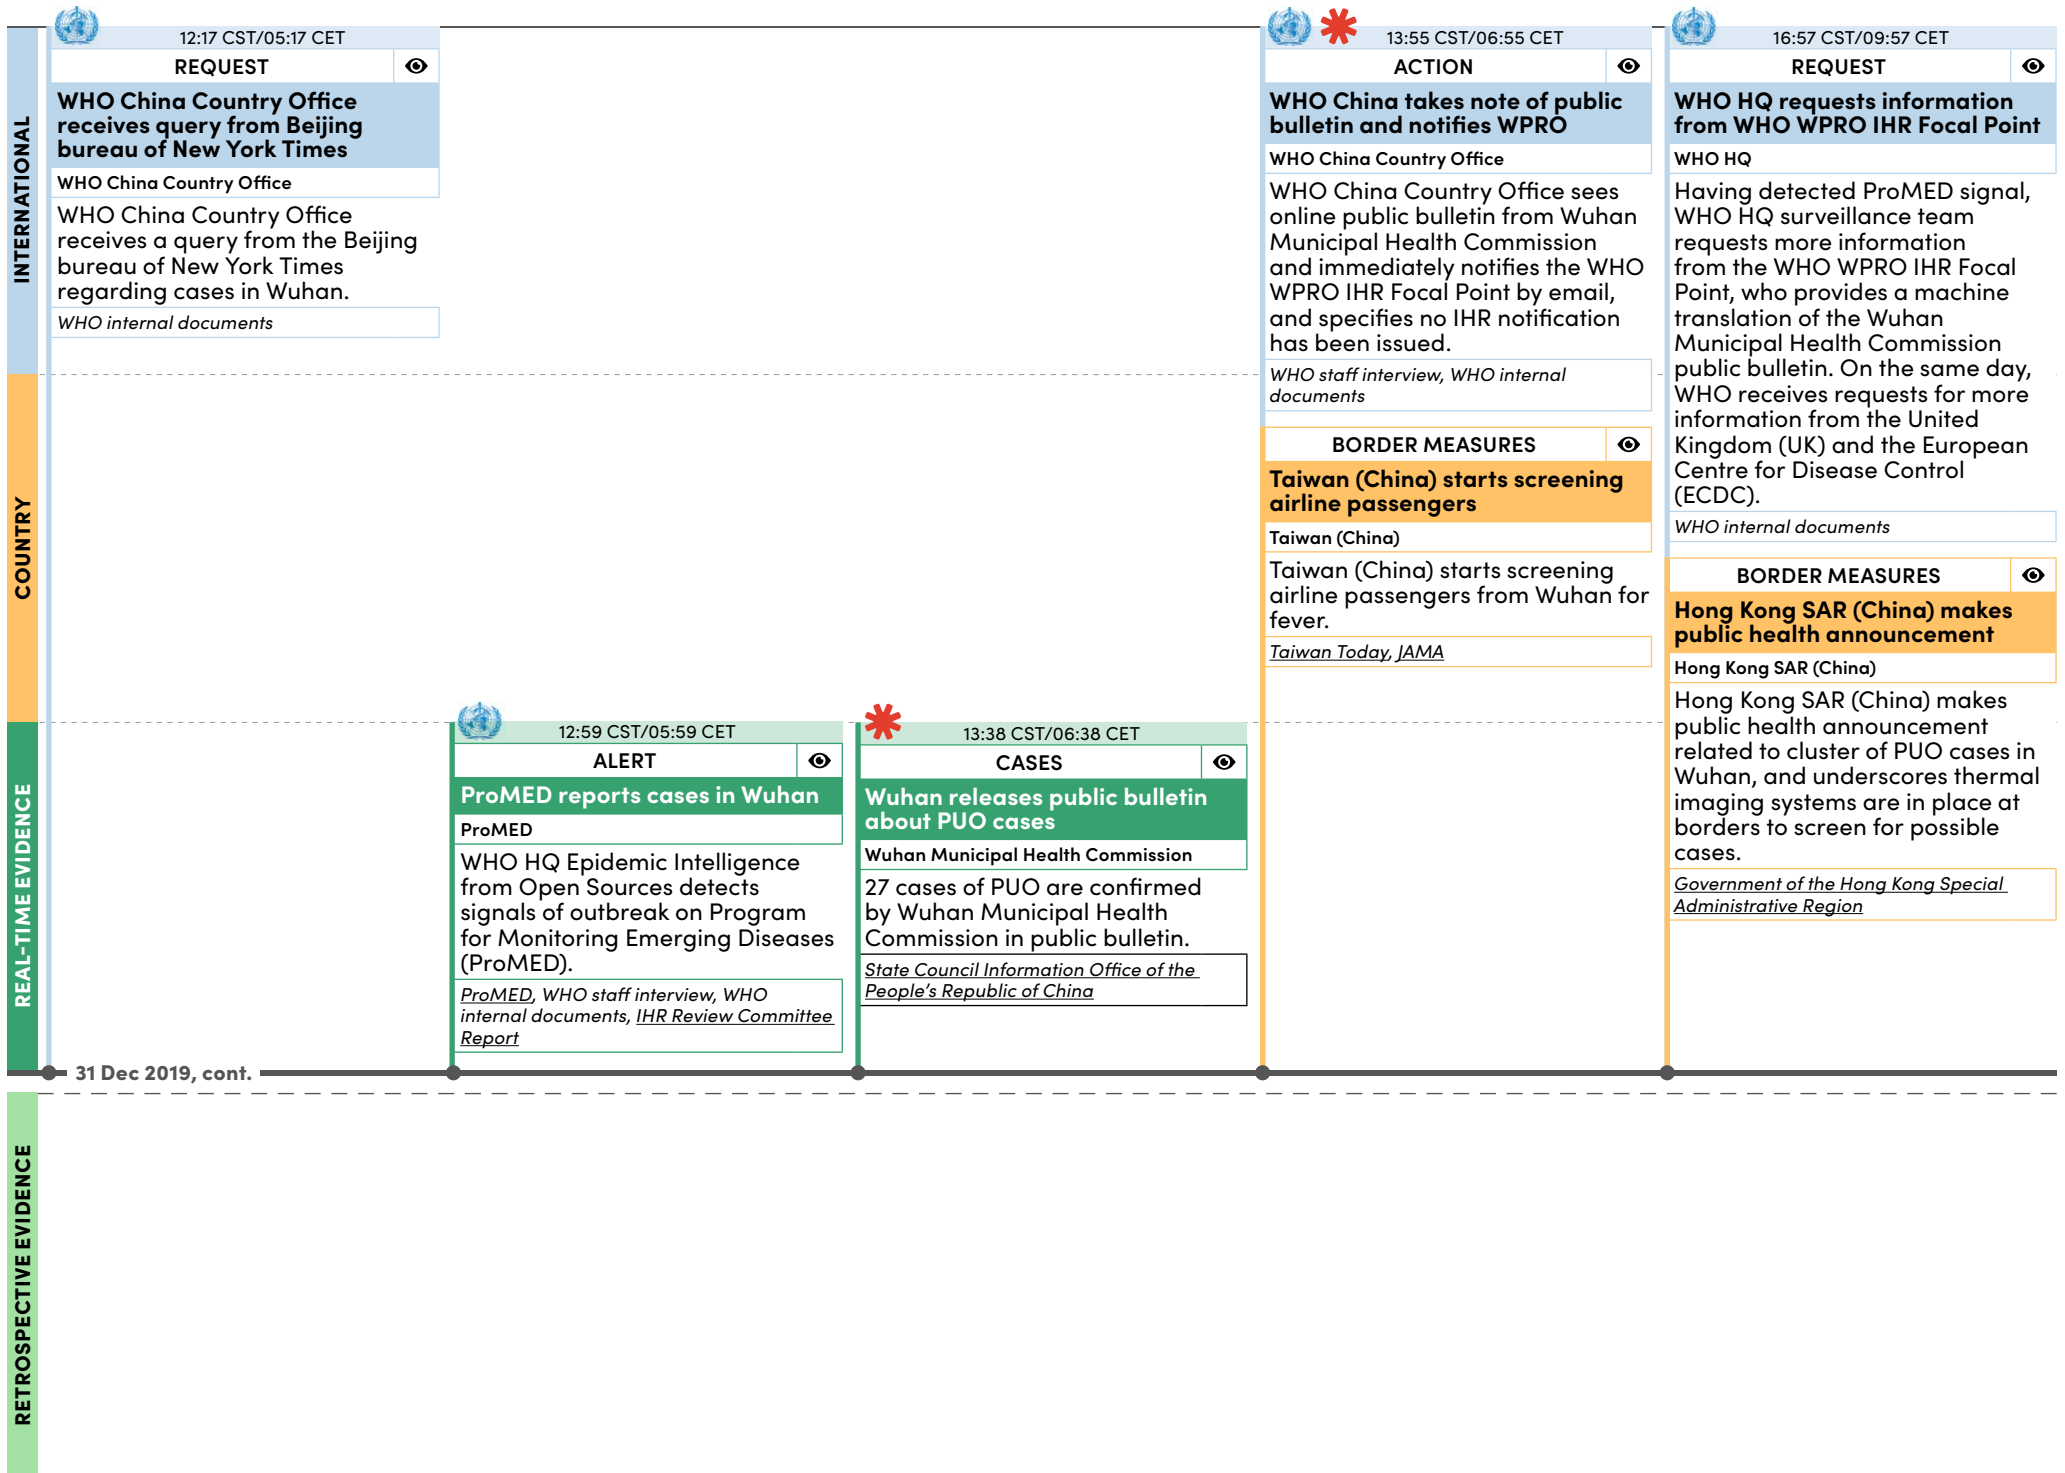 INTERNATIONAL
12:17 CST/05:17 CET
REQUEST
WHO China Country Office
receives query from Beijing
bureau of New York Times
WHO China Country Office
WHO China Country Office
receives a query from the Beijing
bureau of New York Times
regarding cases in Wuhan.
WHO internal documents
13:55 CST/06:55 CET
ACTION
WHO China takes note of public
bulletin and notifies WPRO
WHO China Country Office
WHO China Country Office sees
online public bulletin from Wuhan
Municipal Health Commission
and immediately notifies the WHO
WPRO IHR Focal Point by email,
and specifies no IHR notification
has been issued.
WHO staff interview, WHO internal
documents
16:57 CST/09:57 CET
REQUEST
WHO HQ requests information
from WHO WPRO IHR Focal Point
WHO HQ
Having detected ProMED signal,
WHO HQ surveillance team
requests more information
from the WHO WPRO IHR Focal
Point, who provides a machine
translation of the Wuhan
Municipal Health Commission
public bulletin. On the same day,
WHO receives requests for more
information from the United
Kingdom (UK) and the European
Centre for Disease Control
(ECDC).
WHO internal documents
COUNTRY
BORDER MEASURES
Taiwan (China) starts screening
airline passengers
Taiwan (China)
Taiwan (China) starts screening
airline passengers from Wuhan for
fever.
Taiwan Today, JAMA
BORDER MEASURES
Hong Kong SAR (China) makes
public health announcement
Hong Kong SAR (China)
Hong Kong SAR (China) makes
public health announcement
related to cluster of PUO cases in
Wuhan, and underscores thermal
imaging systems are in place at
borders to screen for possible
cases.
Government of the Hong Kong Special
Administrative Region
REAL-TIME EVIDENCE
12:59 CST/05:59 CET
ALERT
ProMED reports cases in Wuhan
ProMED
WHO HQ Epidemic Intelligence
from Open Sources detects
signals of outbreak on Program
for Monitoring Emerging Diseases
(ProMED).
ProMED, WHO staff interview, WHO
internal documents, IHR Review Committee
Report
13:38 CST/06:38 CET
CASES
Wuhan releases public bulletin
about PUO cases
Wuhan Municipal Health Commission
27 cases of PUO are confirmed
by Wuhan Municipal Health
Commission in public bulletin.
State Council Information Office of the
People's Republic of China
31 Dec 2019, cont.
RETROSPECTIVE EVIDENCE